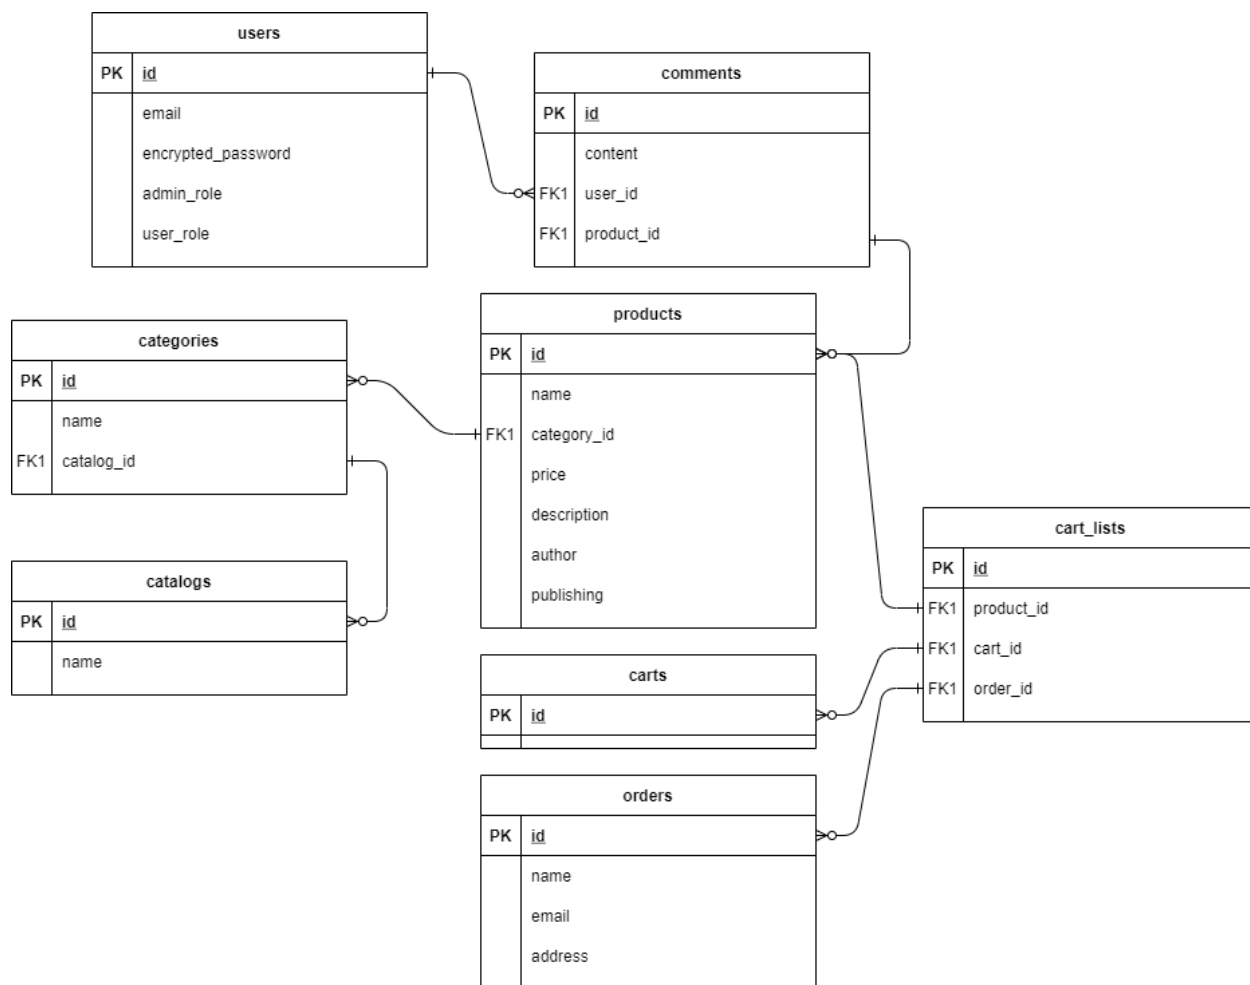 users
PK id
email
encrypted_password
admin_role
user_role
comments
PK id
content
FK1 user_id
FK1 product_id
categories
PK id
name
FK1 catalog_id
products
PK id
name
FK1 category_id
price
description
author
publishing
catalogs
PK id
name
cart_lists
PK id
FK1 product_id
FK1 cart_id
FK1 order_id
carts
PK id
orders
PK id
name
email
address